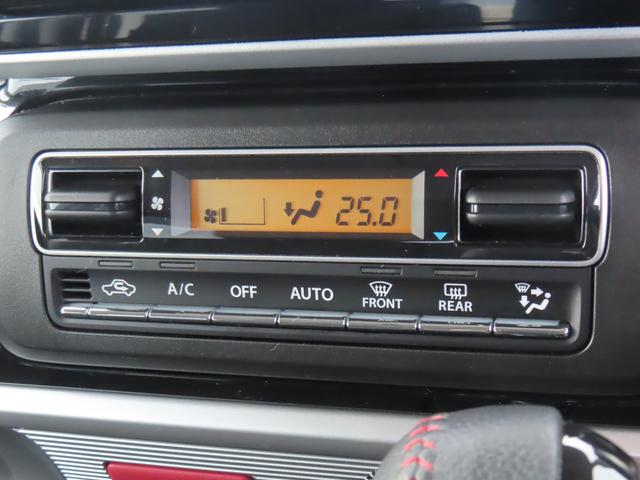 25.0
A/C OFF AUTO FRONT REAR